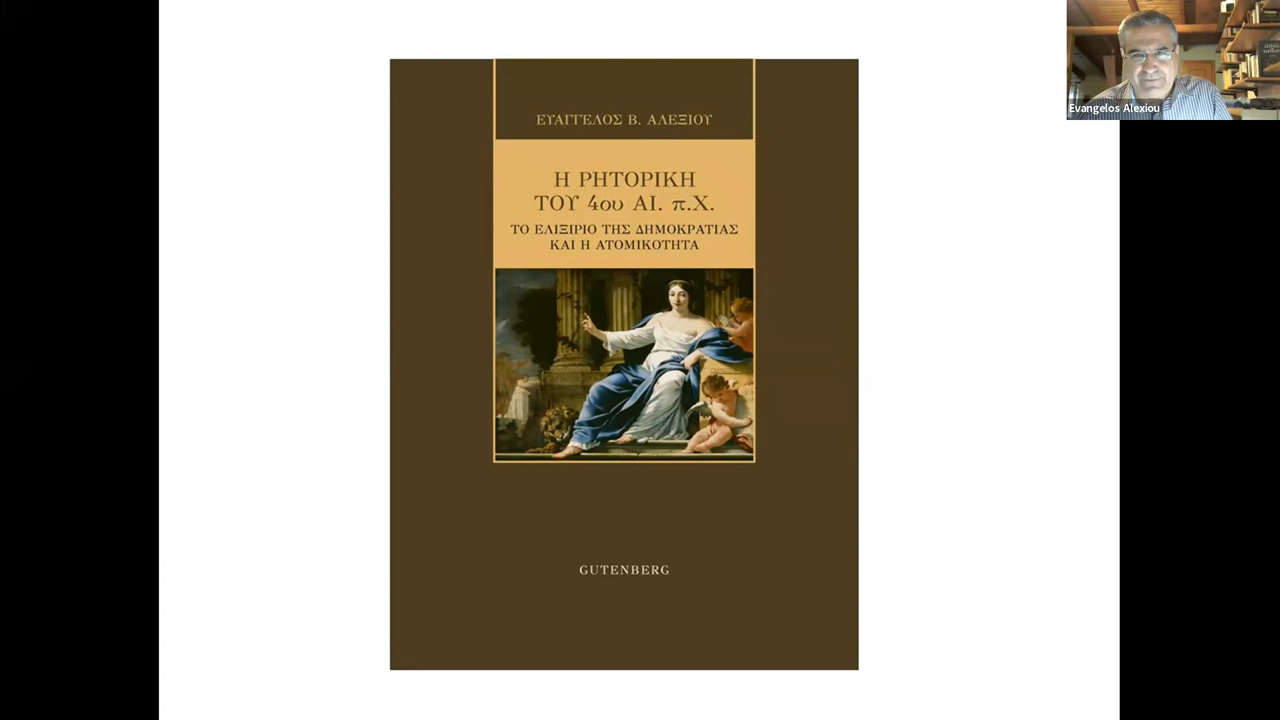 ΕΥΑΓΓΕΛΟΣ Β. ΑΛΕΞΙΟΥ
Η ΡΗΤΟΡΙΚΗ
ΤΟΥ 4ου ΑΙ. π.Χ.
ΤΟ ΕΛΙΞΙΡΙΟ ΤΗΣ ΔΗΜΟΚΡΑΤΙΑΣ
ΚΑΙ Η ΑΤΟΜΙΚΟΤΗΤΑ
GUTENBERG
Evangelos Alexiou